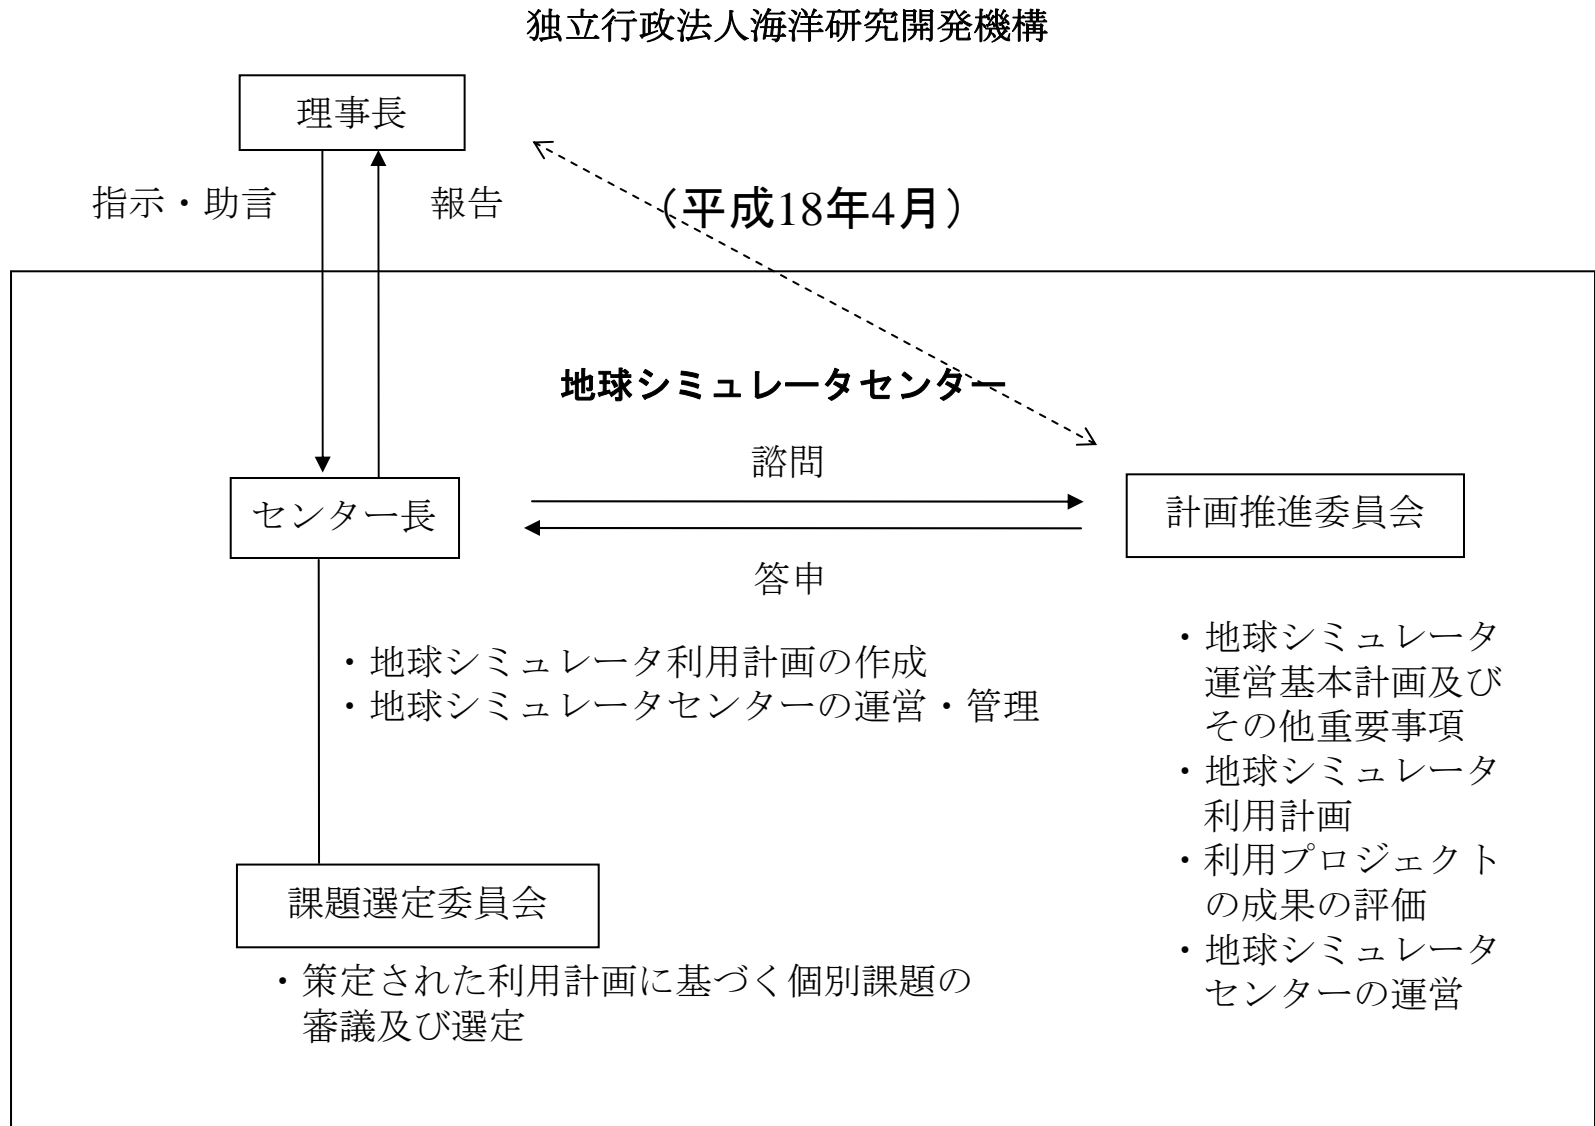 独立行政法人海洋研究開発機構
理事長
指示・助言
報告
（平成18年4月）
地球シミュレータセンター
諮問
センター長
計画推進委員会
答申
・地球シミュレータ利用計画の作成
・地球シミュレータセンターの運営・管理
・地球シミュレータ
運営基本計画及び
その他重要事項
・地球シミュレータ
利用計画
・利用プロジェクト
の成果の評価
・地球シミュレータ
センターの運営
課題選定委員会
・策定された利用計画に基づく個別課題の
審議及び選定